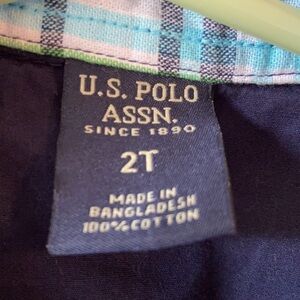 U.S. POLO
ASSN.
SINCE 1890
2T
MADE IN
BANGLADESH
100% COTTON